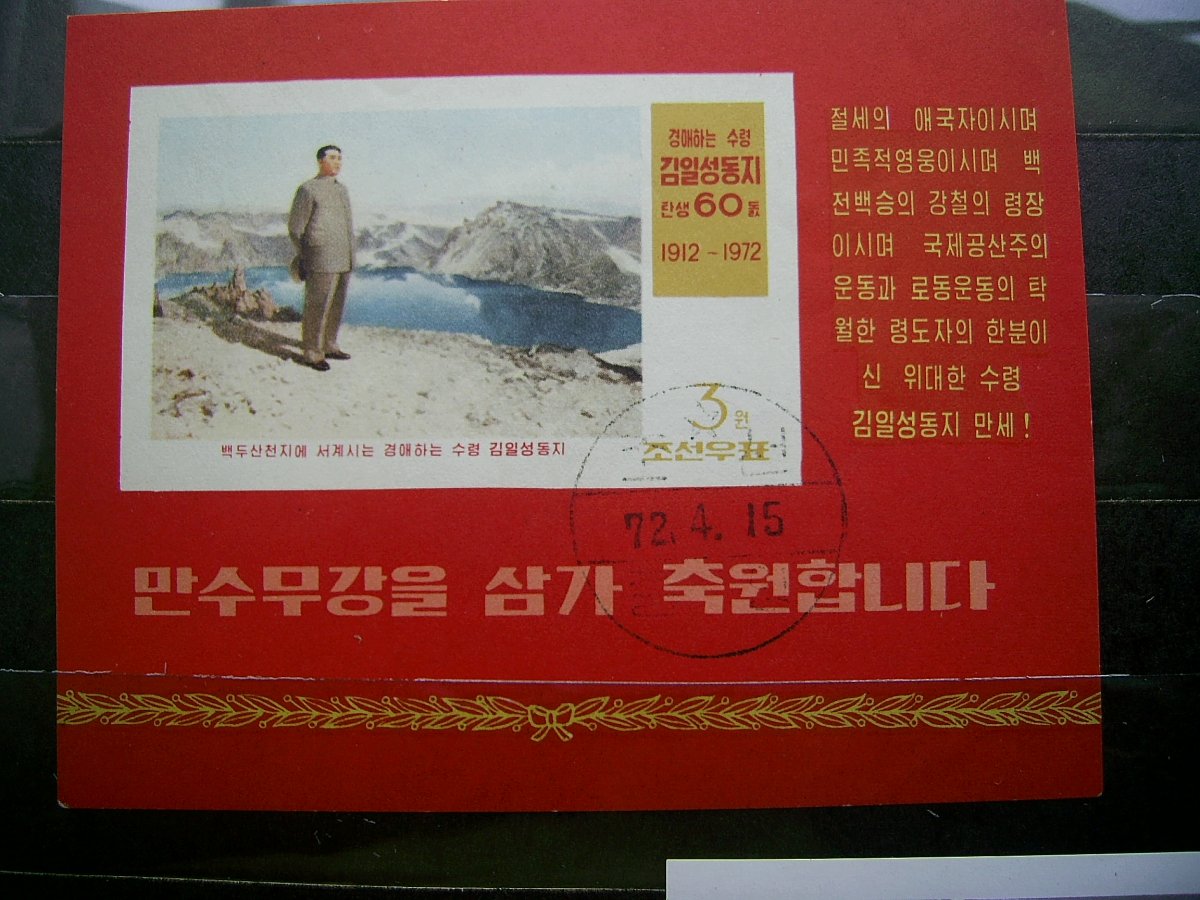 경애하는 수령
김일성동지
탄생 60 돐
1912 ~ 1972
3원
조선우표
백두산천지에 서계시는 경애하는 수령 김일성동지
절세의 애국자이시며
민족적영웅이시며 백
전백승의 강철의 령장
이시며 국제공산주의
운동과 로동운동의 탁
월한 령도자의 한분이
신 위대한 수령
김일성동지 만세!
72.4.15
만수무강을 삼가 축원합니다